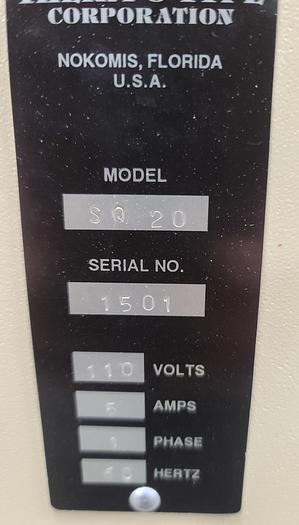 CORPORATION
NOKOMIS, FLORIDA
U.S.A.
MODEL
SQ 20
SERIAL NO.
1501
110 VOLTS
5 AMPS
1 PHASE
60 HERTZ